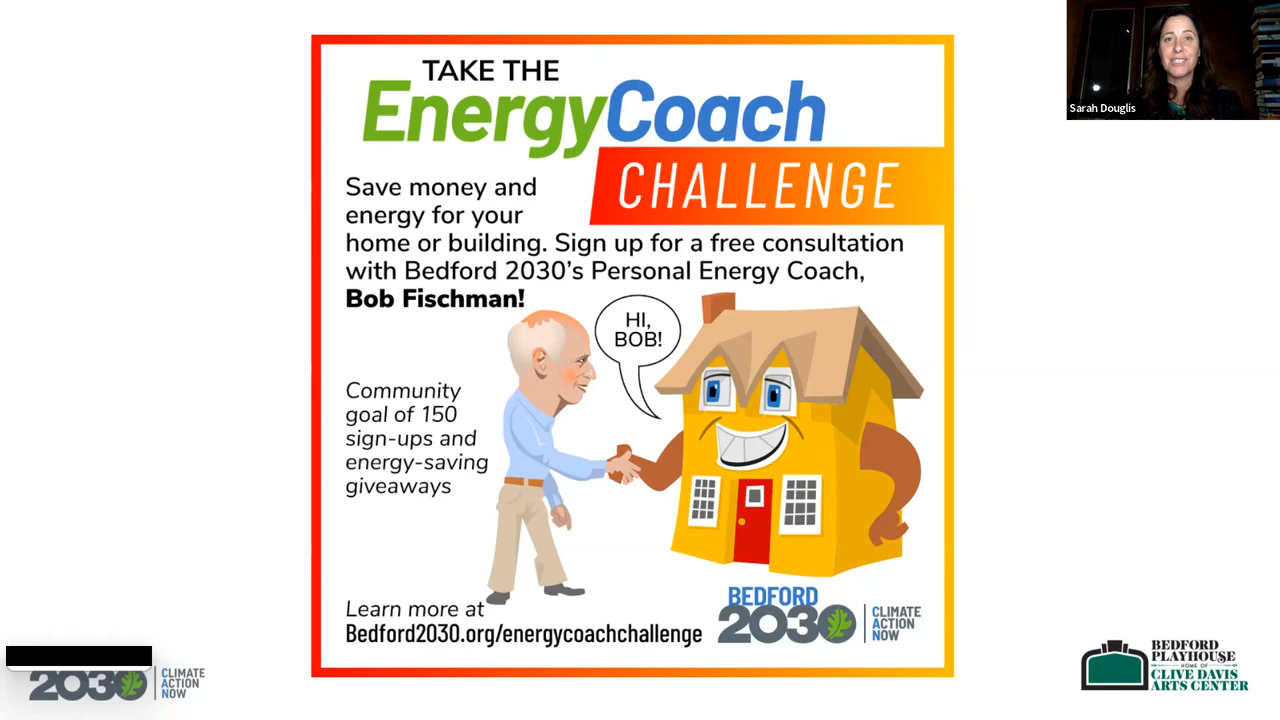 TAKE THE
EnergyCoach
CHALLENGE
Save money and
energy for your
home or building. Sign up for a free consultation
with Bedford 2030's Personal Energy Coach,
Bob Fischman!
HI,
BOB!
Community
goal of 150
sign-ups and
energy-saving
giveaways
Learn more at
Bedford2030.org/energycoachchallenge
BEDFORD
2030
CLIMATE
ACTION
NOW
Sarah Douglis
2030
CLIMATE
ACTION
NOW
BEDFORD
PLAYHOUSE
HOME OF
CLIVE DAVIS
ARTS CENTER